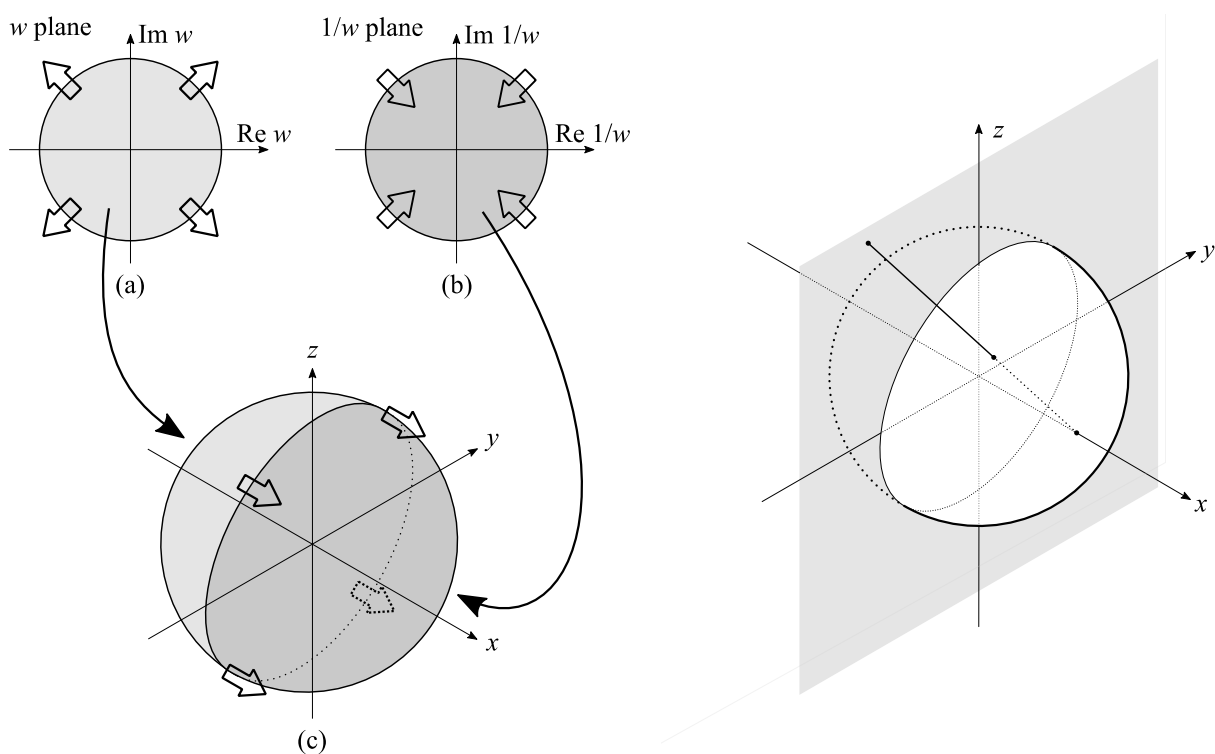 w plane
Im w
1/w plane
Im 1/w
Re w
Re 1/w
(a)
(b)
z
y
x
(c)
z
y
x